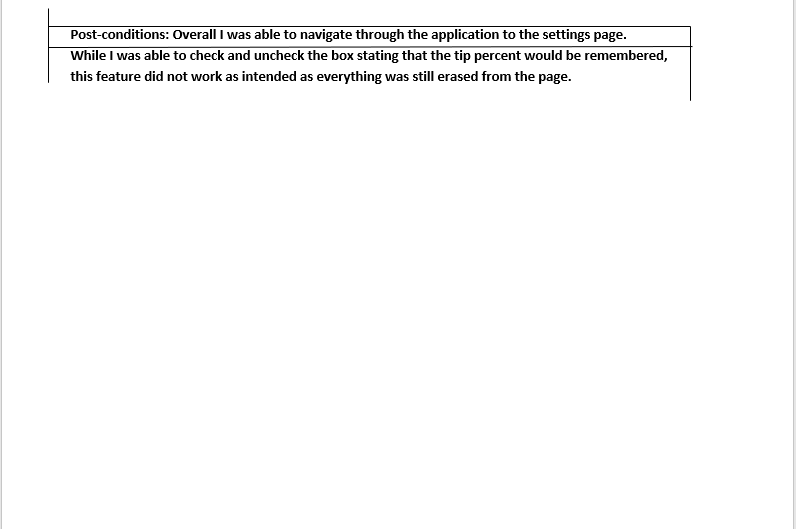 Post-conditions: Overall I was able to navigate through the application to the settings page.
While I was able to check and uncheck the box stating that the tip percent would be remembered,
this feature did not work as intended as everything was still erased from the page.